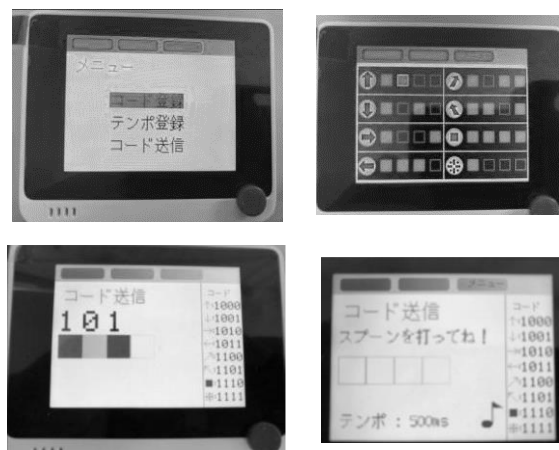 メニュー
コード登録
テンポ登録
コード送信
コード送信
101
コード
↑:1000
↓:1001
→:1010
←:1011
↗:1100
↖:1101
■:1110
⊕:1111
メニュー
コード送信
スプーンを打ってね!
テンポ : 500ms
コード
↑:1000
↓:1001
→:1010
←:1011
↗:1100
↖:1101
■:1110
⊕:1111